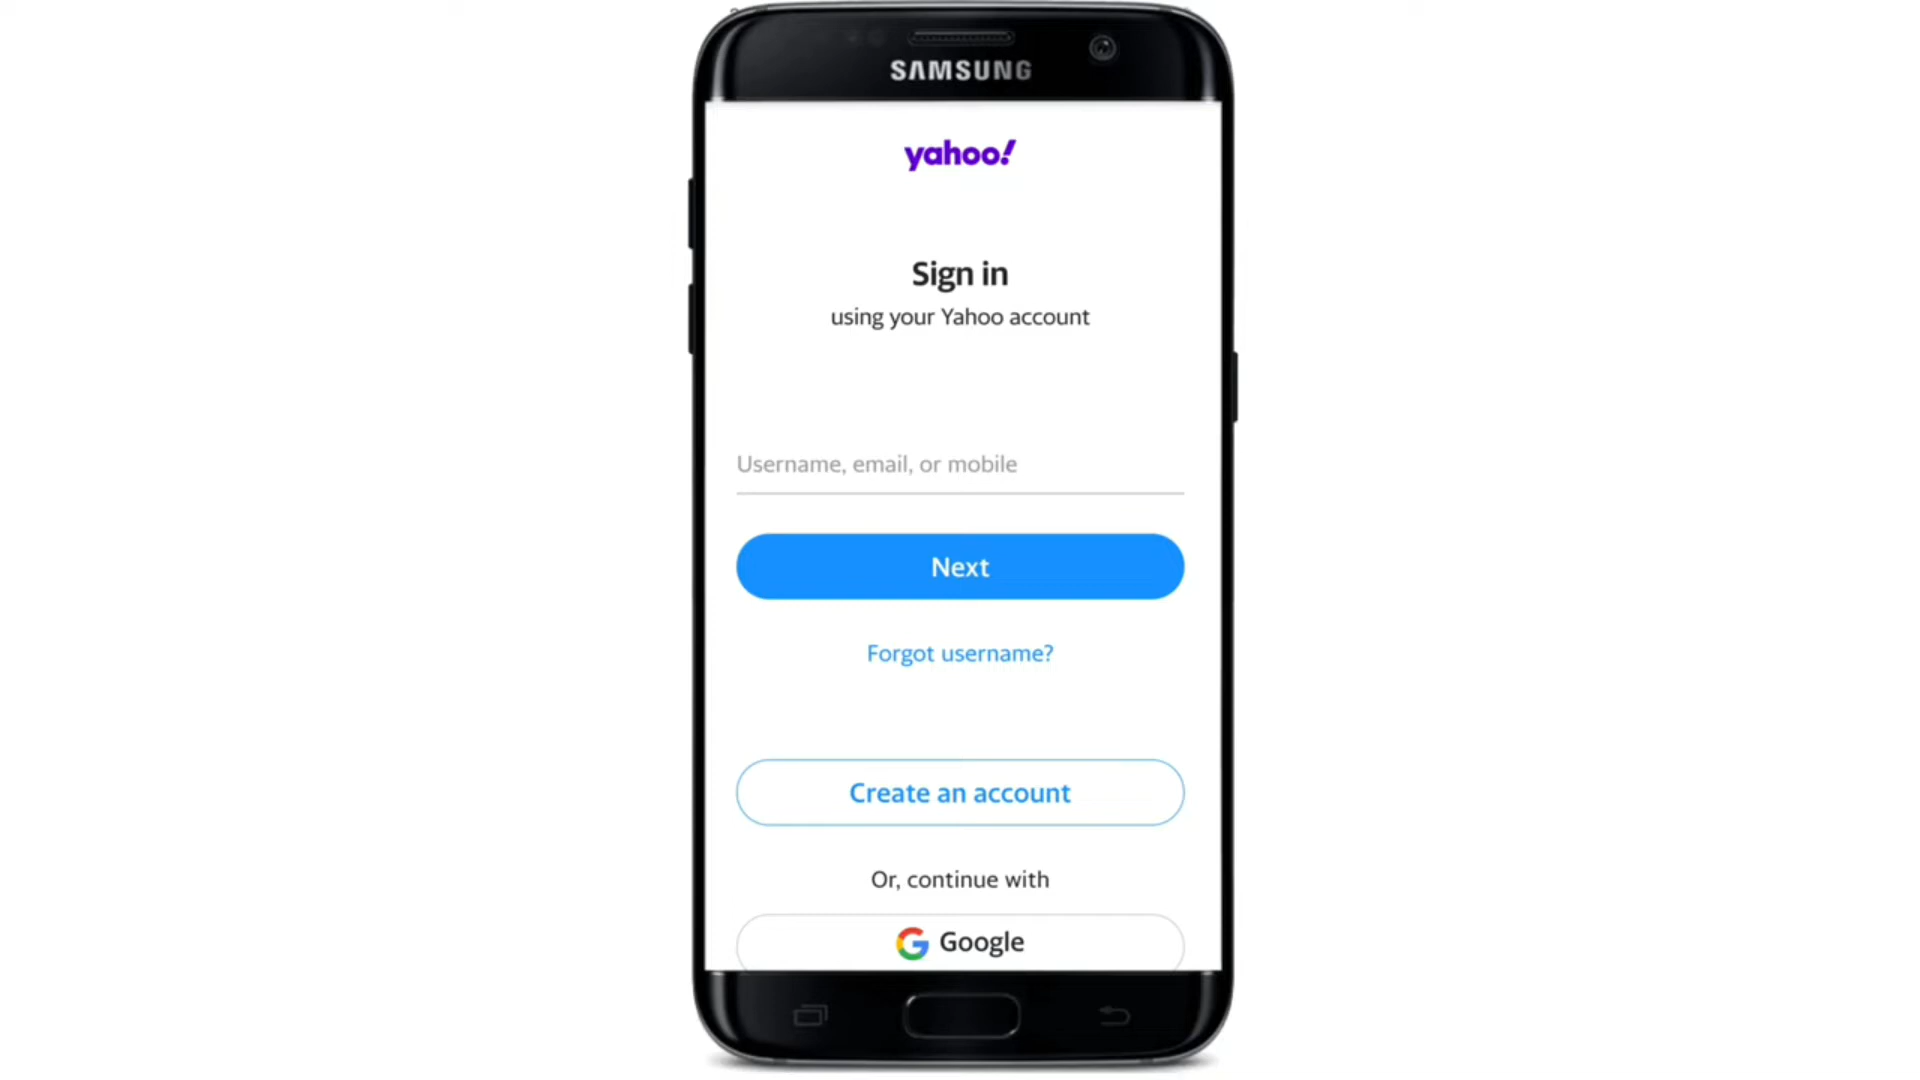 SAMSUNG
yahoo!
Sign in
using your Yahoo account
Username, email, or mobile
Next
Forgot username?
Create an account
Or, continue with
Google